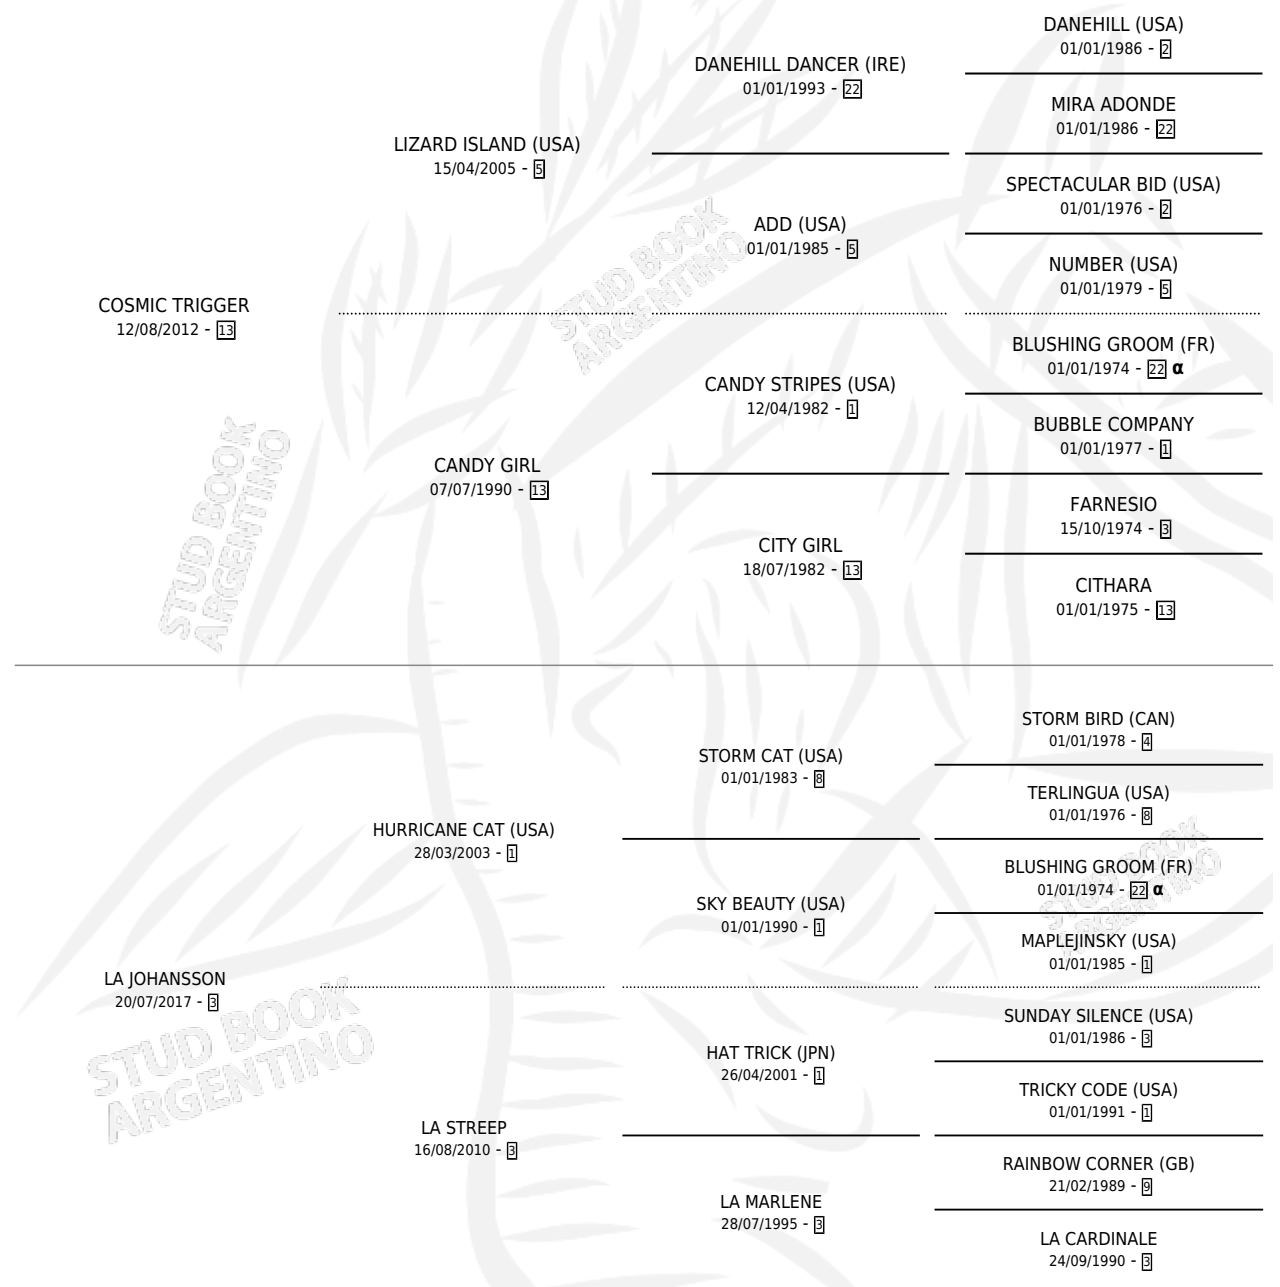 DANEHILL (USA)
01/01/1986 - 2
DANEHILL DANCER (IRE)
01/01/1993 - 22
MIRA ADONDE
01/01/1986 - 22
LIZARD ISLAND (USA)
15/04/2005 - 5
SPECTACULAR BID (USA)
01/01/1976 - 2
ADD (USA)
01/01/1985 - 5
NUMBER (USA)
01/01/1979 - 5
COSMIC TRIGGER
12/08/2012 - 13
BLUSHING GROOM (FR)
01/01/1974 - 22 α
CANDY STRIPES (USA)
12/04/1982 - 1
BUBBLE COMPANY
01/01/1977 - 1
CANDY GIRL
07/07/1990 - 13
FARNESIO
15/10/1974 - 3
CITY GIRL
18/07/1982 - 13
CITHARA
01/01/1975 - 13
STORM BIRD (CAN)
01/01/1978 - 4
STORM CAT (USA)
01/01/1983 - 8
TERLINGUA (USA)
01/01/1976 - 8
HURRICANE CAT (USA)
28/03/2003 - 1
BLUSHING GROOM (FR)
01/01/1974 - 22 α
SKY BEAUTY (USA)
01/01/1990 - 1
MAPLEJINSKY (USA)
01/01/1985 - 1
LA JOHANSSON
20/07/2017 - 3
SUNDAY SILENCE (USA)
01/01/1986 - 3
HAT TRICK (JPN)
26/04/2001 - 1
TRICKY CODE (USA)
01/01/1991 - 1
LA STREEP
16/08/2010 - 3
RAINBOW CORNER (GB)
21/02/1989 - 9
LA MARLENE
28/07/1995 - 3
LA CARDINALE
24/09/1990 - 3
STUD BOOK
ARGENTINO
STUD BOOK
ARGENTINO
STUD BOOK
ARGENTINO
STUD BOOK
ARGENTINO